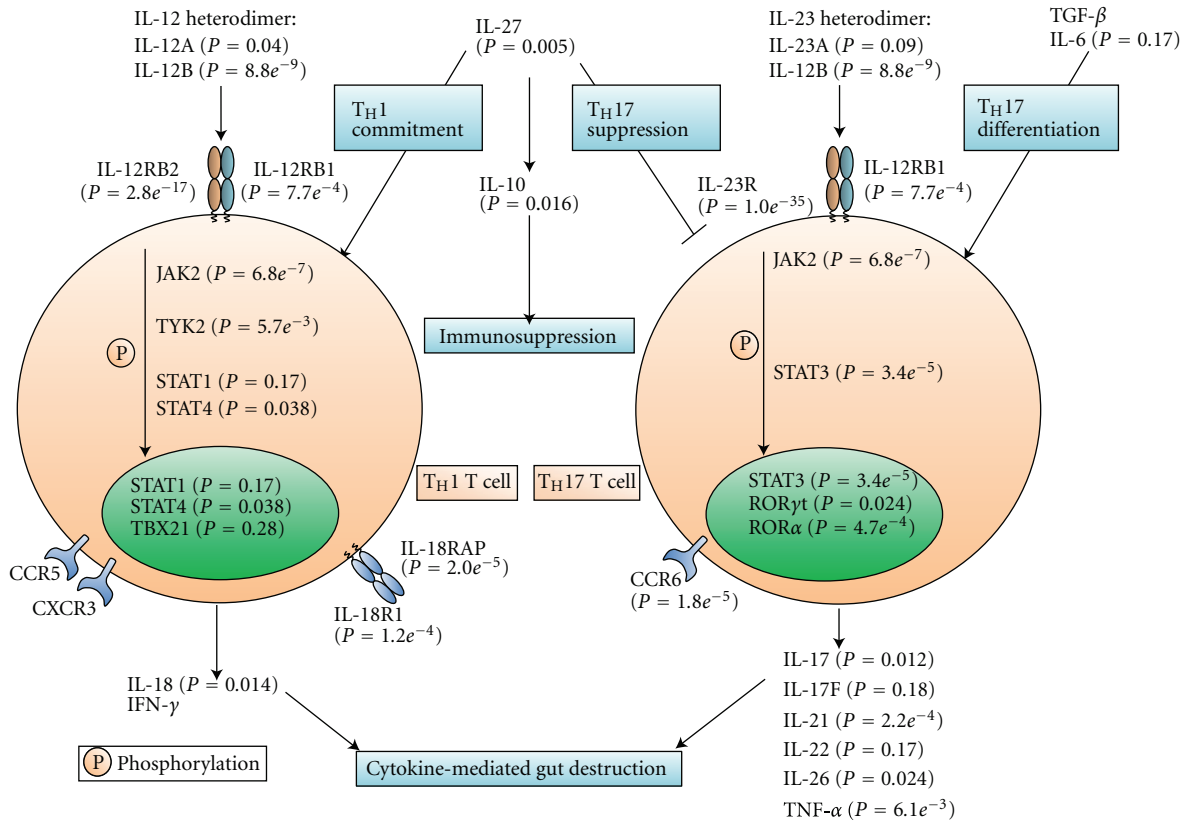 IL-12 heterodimer:
IL-12A (P = 0.04)
IL-12B (P = 8.8e⁻⁹)
IL-27
(P = 0.005)
IL-23 heterodimer:
IL-23A (P = 0.09)
IL-12B (P = 8.8e⁻⁹)
TGF-β
IL-6 (P = 0.17)
T_H1
commitment
T_H17
suppression
T_H17
differentiation
IL-12RB2
(P = 2.8e⁻¹⁷)
IL-12RB1
(P = 7.7e⁻⁴)
IL-10
(P = 0.016)
IL-23R
(P = 1.0e⁻³⁵)
IL-12RB1
(P = 7.7e⁻⁴)
JAK2 (P = 6.8e⁻⁷)
TYK2 (P = 5.7e⁻³)
P
STAT1 (P = 0.17)
STAT4 (P = 0.038)
Immunosuppression
JAK2 (P = 6.8e⁻⁷)
P
STAT3 (P = 3.4e⁻⁵)
STAT1 (P = 0.17)
STAT4 (P = 0.038)
TBX21 (P = 0.28)
T_H1 T cell
T_H17 T cell
STAT3 (P = 3.4e⁻⁵)
RORγt (P = 0.024)
RORα (P = 4.7e⁻⁴)
CCR5
CXCR3
IL-18RAP
(P = 2.0e⁻⁵)
IL-18R1
(P = 1.2e⁻⁴)
CCR6
(P = 1.8e⁻⁵)
IL-18 (P = 0.014)
IFN-γ
IL-17 (P = 0.012)
IL-17F (P = 0.18)
IL-21 (P = 2.2e⁻⁴)
IL-22 (P = 0.17)
IL-26 (P = 0.024)
TNF-α (P = 6.1e⁻³)
P Phosphorylation
Cytokine-mediated gut destruction